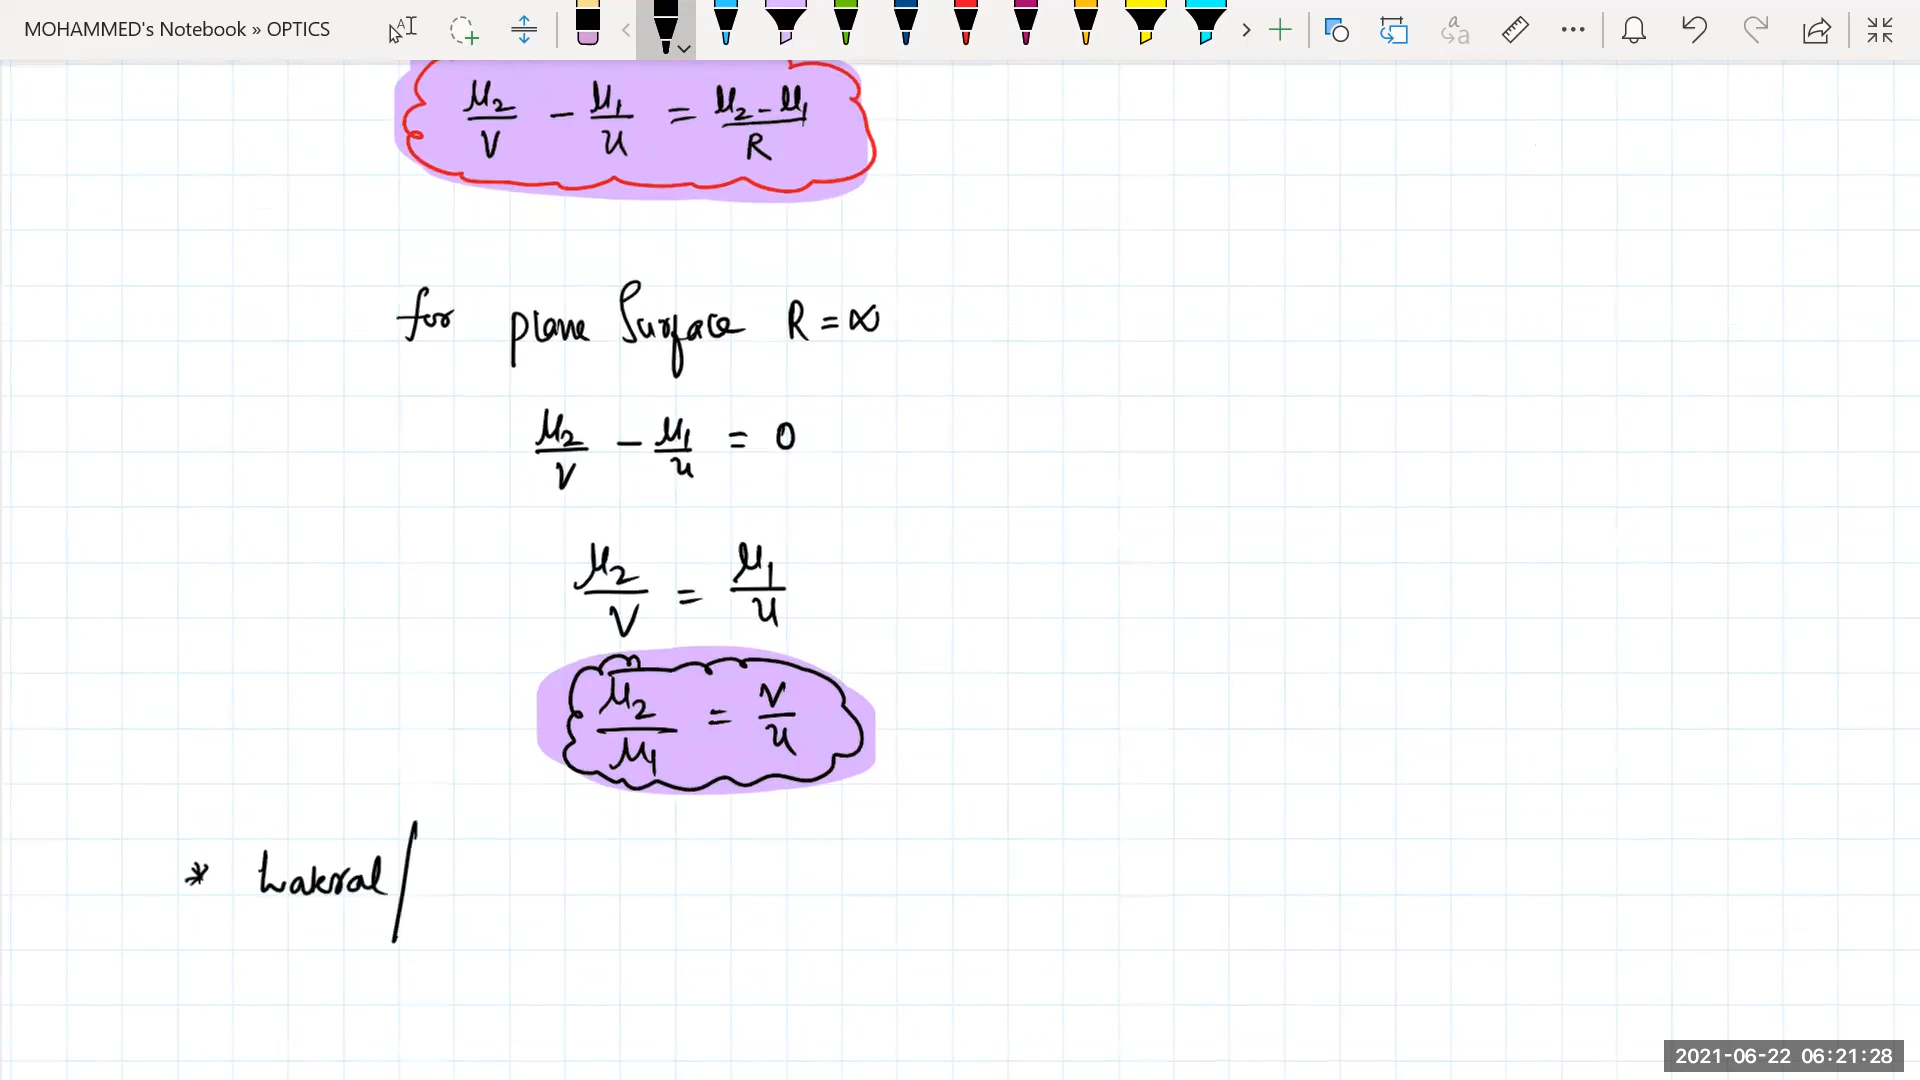 MOHAMMED's Notebook » OPTICS
μ₂/v - μ₁/u = μ₂-μ₁/R
for plane Surface R = ∞
μ₂/v - μ₁/u = 0
μ₂/v = μ₁/u
μ₂/μ₁ = v/u
* Lateral/
2021-06-22 06:21:28